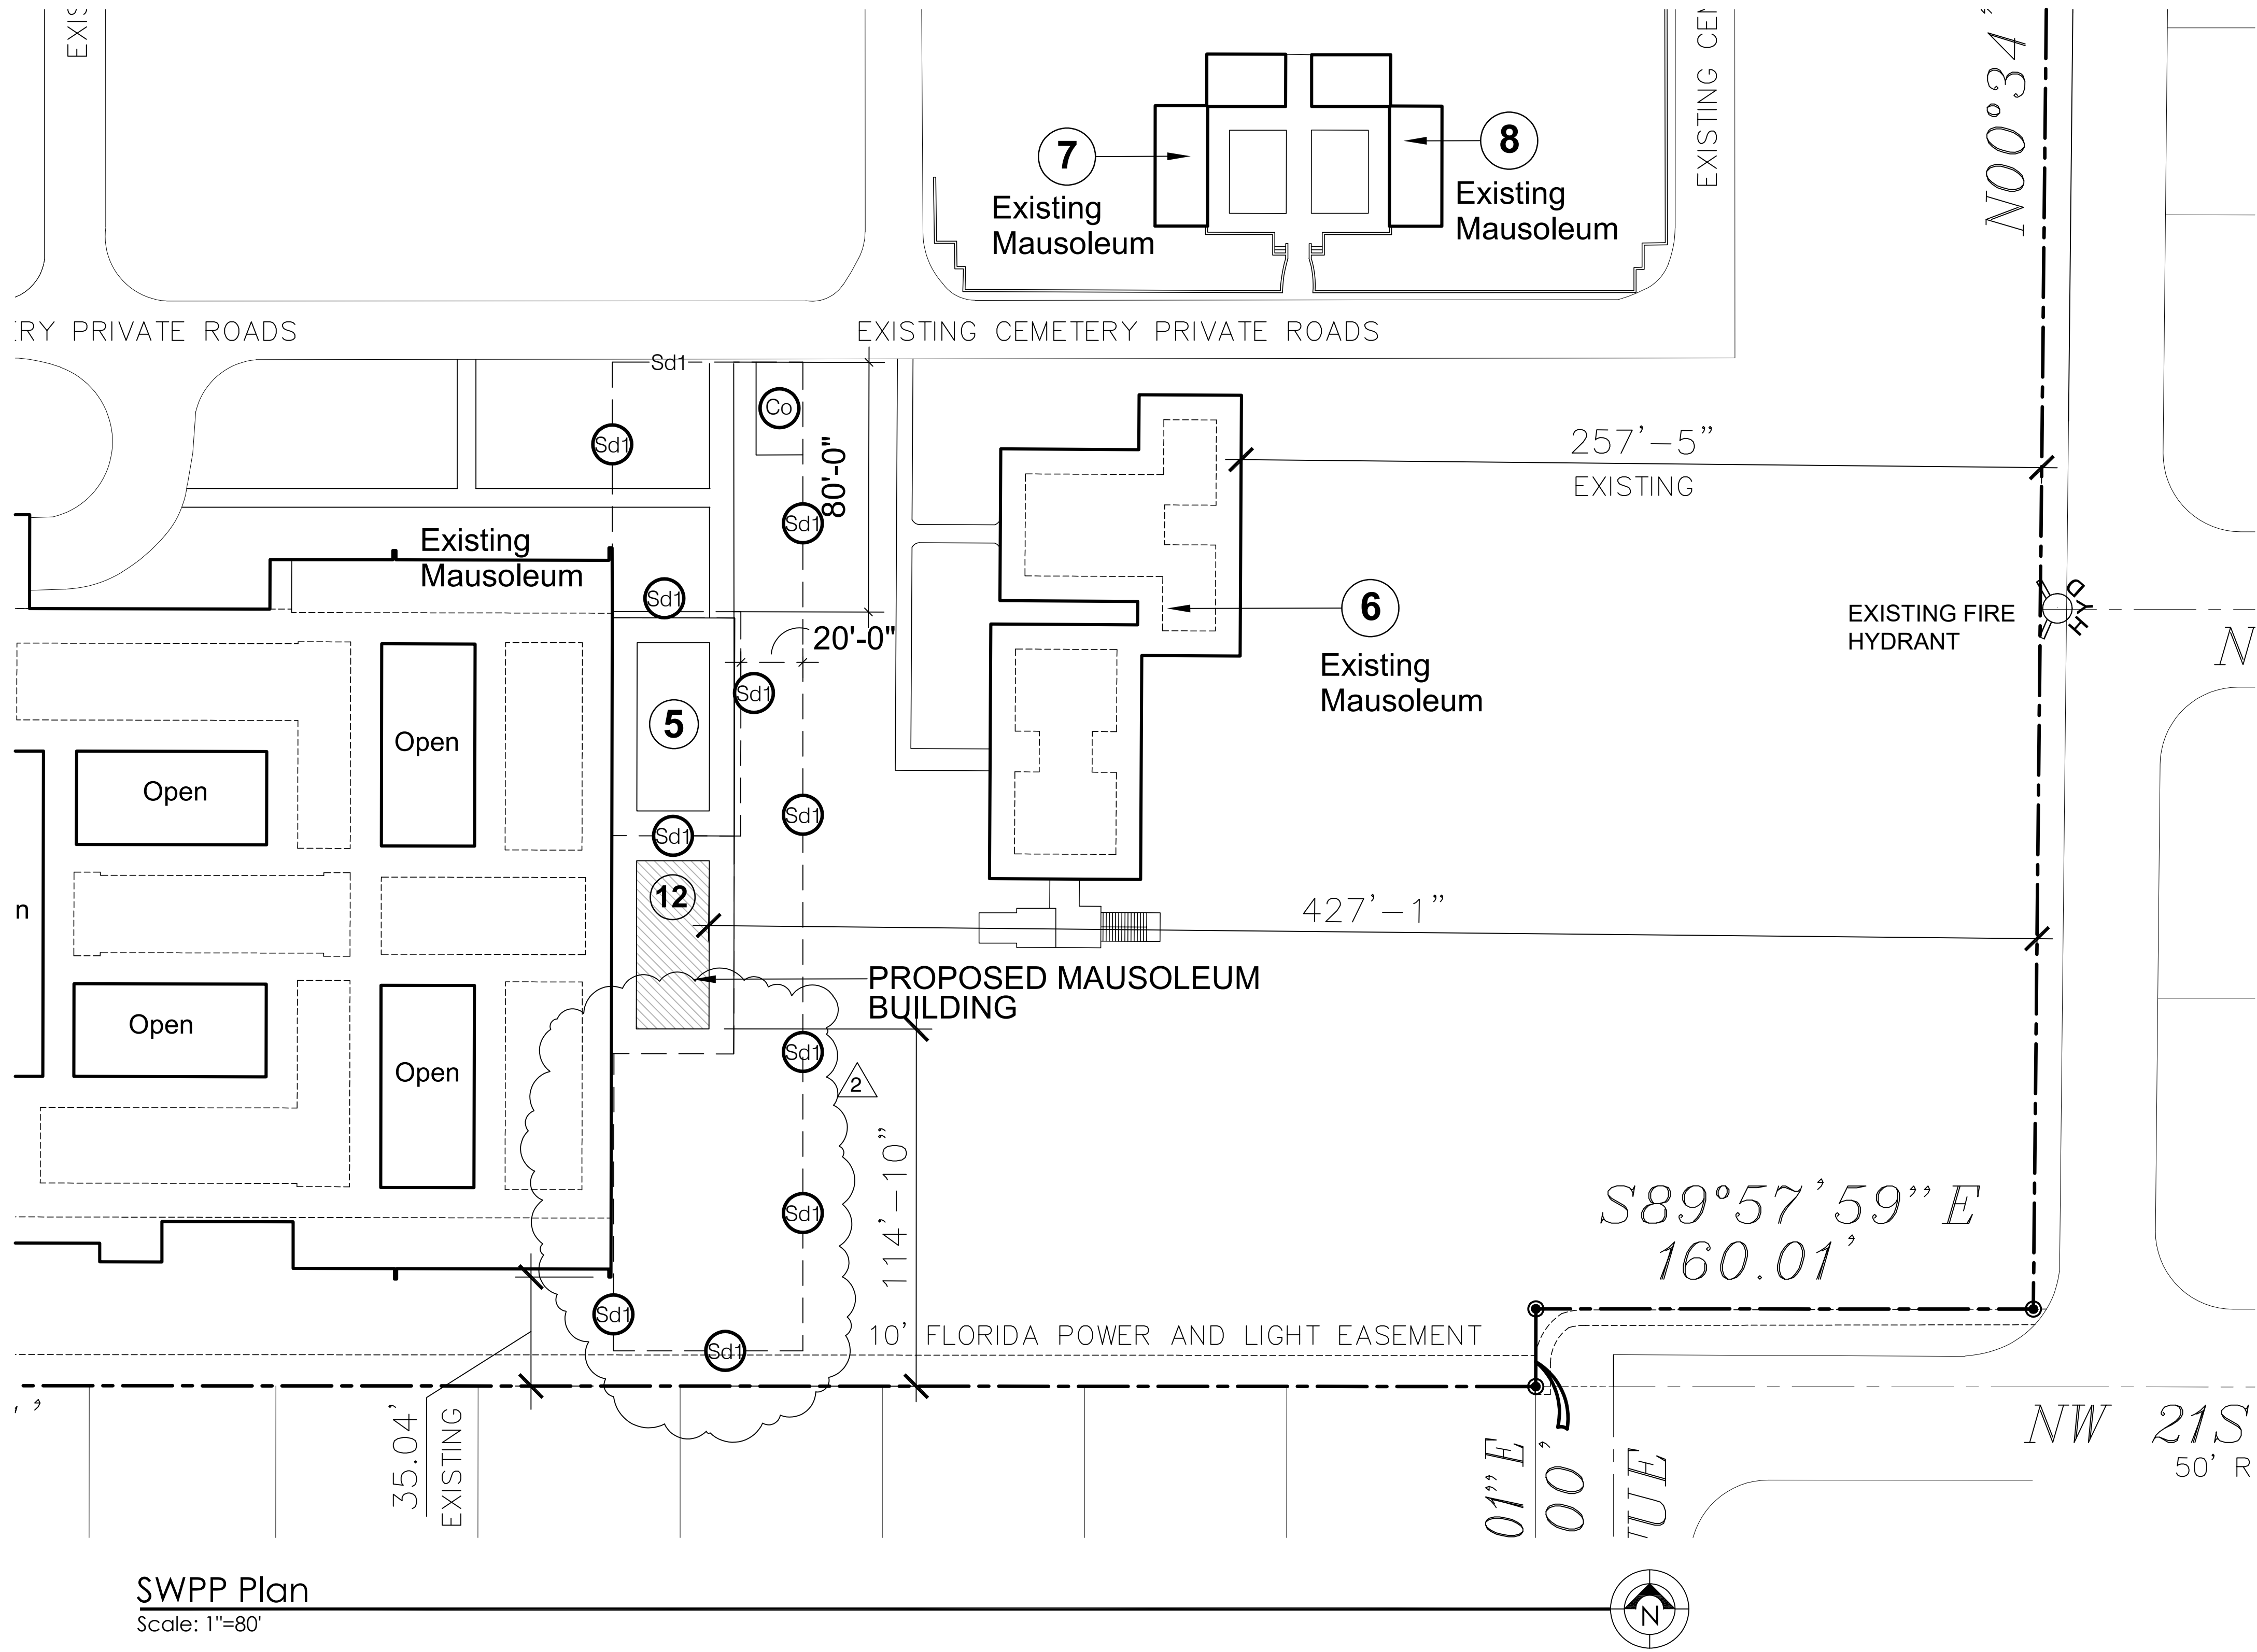 EXIS
EXISTING CEM
N00°34'
7
Existing
Mausoleum
8
Existing
Mausoleum
RY PRIVATE ROADS
EXISTING CEMETERY PRIVATE ROADS
Sd1
Co
Sd1
80'-0"
Sd1
257'-5"
EXISTING
Existing
Mausoleum
Sd1
6
Existing
Mausoleum
EXISTING FIRE
HYDRANT
HYD
N
20'-0"
Sd1
5
Open
Open
Sd1
Sd1
12
n
427'-1"
PROPOSED MAUSOLEUM
BUILDING
Open
Open
Sd1
2
114'-10"
Sd1
S89°57'59"E
160.01'
Sd1
Sd1
10' FLORIDA POWER AND LIGHT EASEMENT
35.04'
EXISTING
01"E
00'
UE
NW 21S
50' R
SWPP Plan
Scale: 1"=80'
N